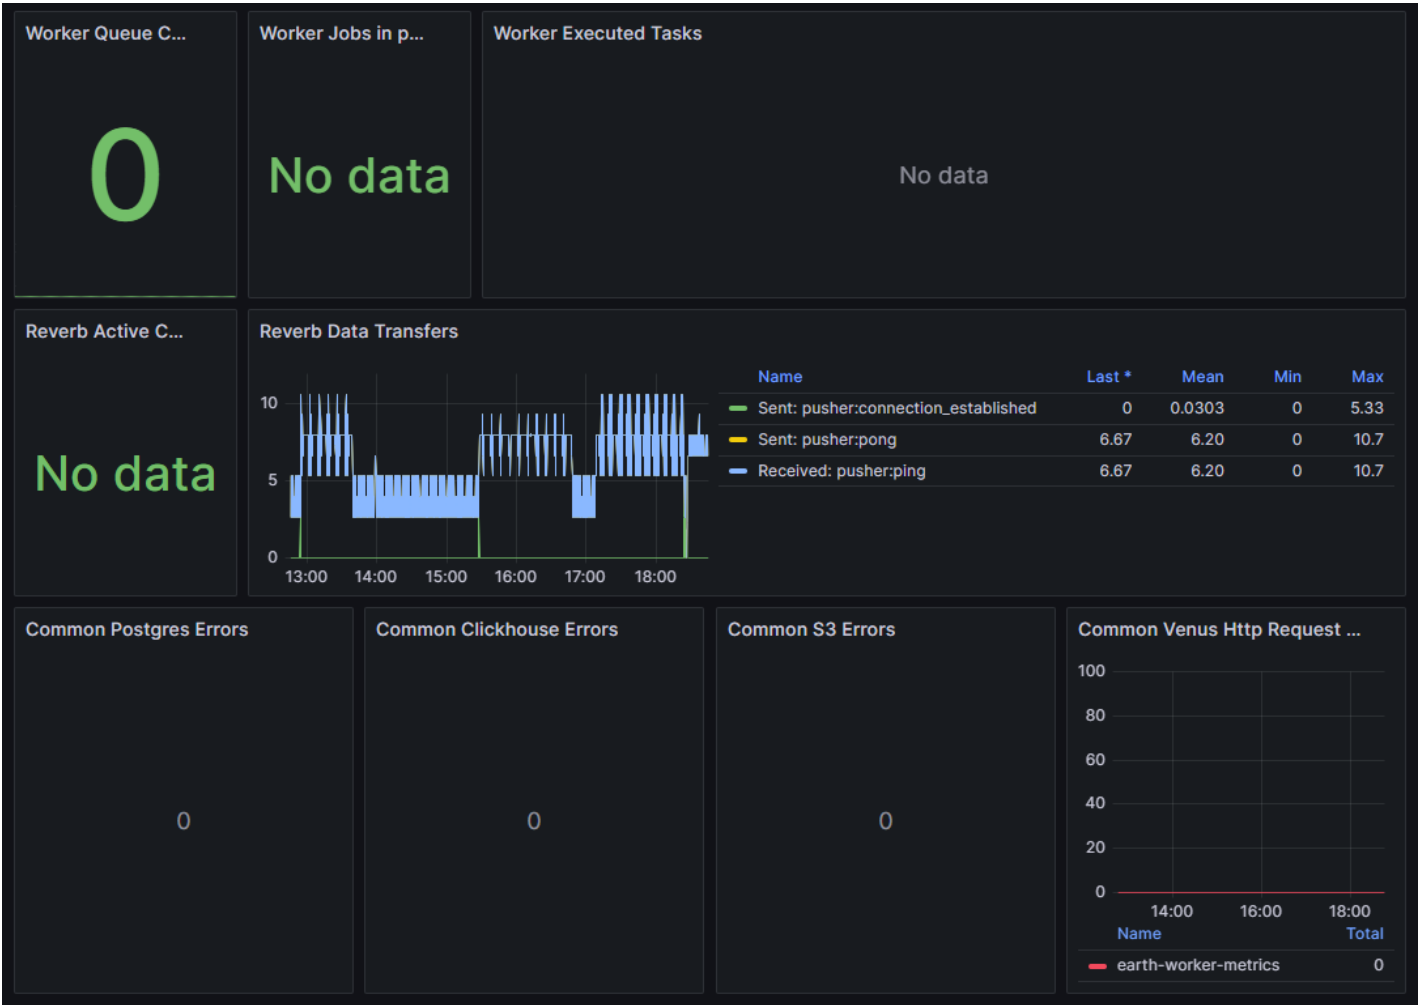 Worker Queue C...
Worker Jobs in p...
Worker Executed Tasks
0
No data
No data
Reverb Active C...
Reverb Data Transfers
No data
10
5
0
13:00 14:00 15:00 16:00 17:00 18:00
Name Last * Mean Min Max
Sent: pusher:connection_established 0 0.0303 0 5.33
Sent: pusher:pong 6.67 6.20 0 10.7
Received: pusher:ping 6.67 6.20 0 10.7
Common Postgres Errors
Common Clickhouse Errors
Common S3 Errors
Common Venus Http Request ...
0
0
0
100
80
60
40
20
0
14:00 16:00 18:00
Name Total
earth-worker-metrics 0